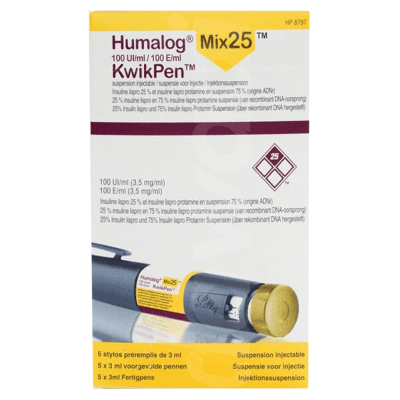 HP 8797
Humalog® Mix25™
100 UI/ml / 100 E/ml
KwikPen™
suspension injectable / suspensie voor injectie / Injektionssuspension
Insuline lispro 25 % et insuline lispro protamine en suspension 75 % (origine ADNr)
25% insuline lispro en 75 % insuline lispro protamine suspensie (van recombinant DNA-oorsprong)
25% Insulin lispro und 75% Insulin lispro Protamin Suspension (über rekombinante DNA hergestellt)
25
™
100 UI/ml (3,5 mg/ml)
100 E/ml (3,5 mg/ml)
Insuline lispro 25 % et insuline lispro protamine en suspension 75 % (origine ADNr)
25% insuline lispro en 75 % insuline lispro protamine suspensie (van recombinant DNA-oorsprong)
25% Insulin lispro und 75% Insulin lispro Protamin Suspension (über rekombinante DNA hergestellt)
Humalog® Mix25™
KwikPen™
Lilly
5 stylos préremplis de 3 ml
5 x 3 ml voorgevulde pennen
5 x 3ml Fertigpens
Suspension injectable
Suspensie voor injectie
Injektionssuspension